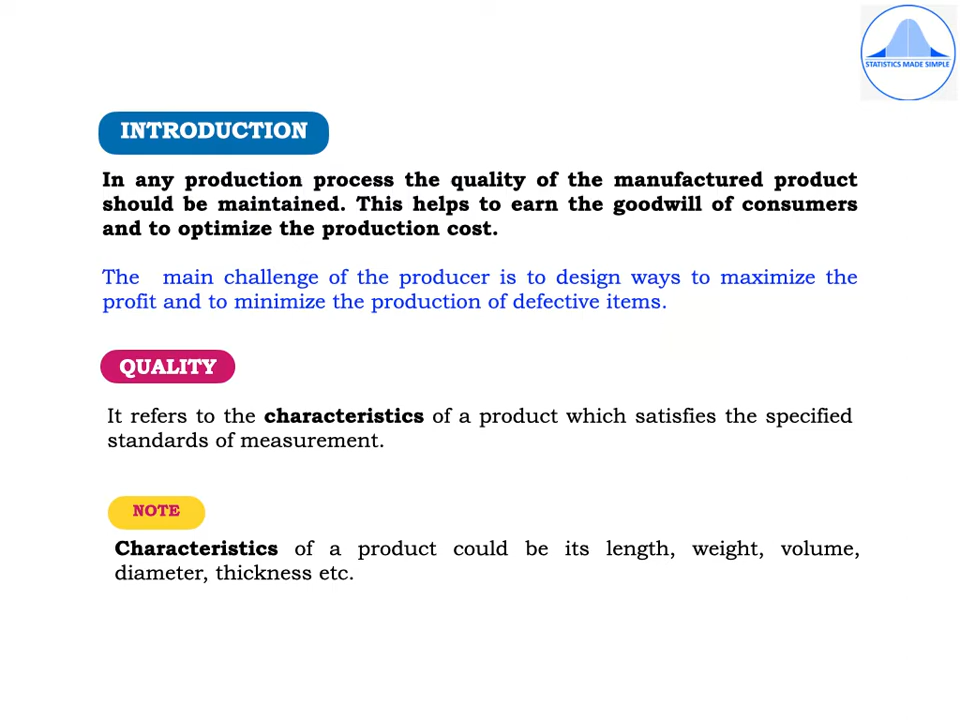 STATISTICS MADE SIMPLE
INTRODUCTION
In any production process the quality of the manufactured product
should be maintained. This helps to earn the goodwill of consumers
and to optimize the production cost.
The main challenge of the producer is to design ways to maximize the
profit and to minimize the production of defective items.
QUALITY
It refers to the characteristics of a product which satisfies the specified
standards of measurement.
NOTE
Characteristics of a product could be its length, weight, volume,
diameter, thickness etc.